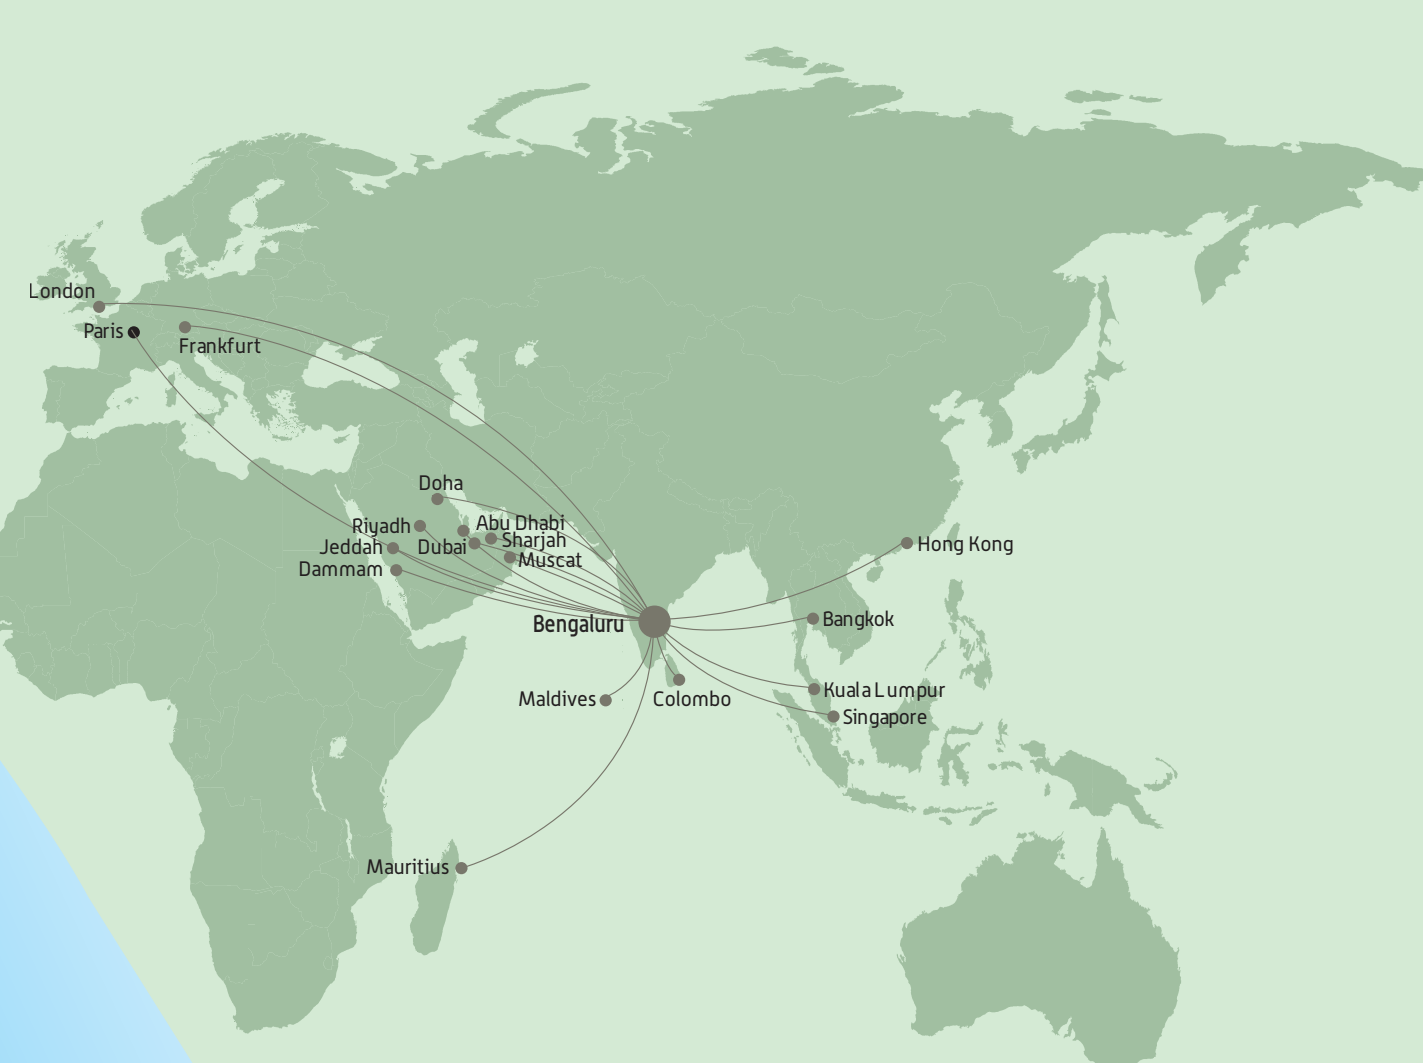 London
Paris
Frankfurt
Doha
Riyadh
Abu Dhabi
Sharjah
Jeddah
Dubai
Muscat
Dammam
Hong Kong
Bengaluru
Bangkok
Maldives
Colombo
Kuala Lumpur
Singapore
Mauritius